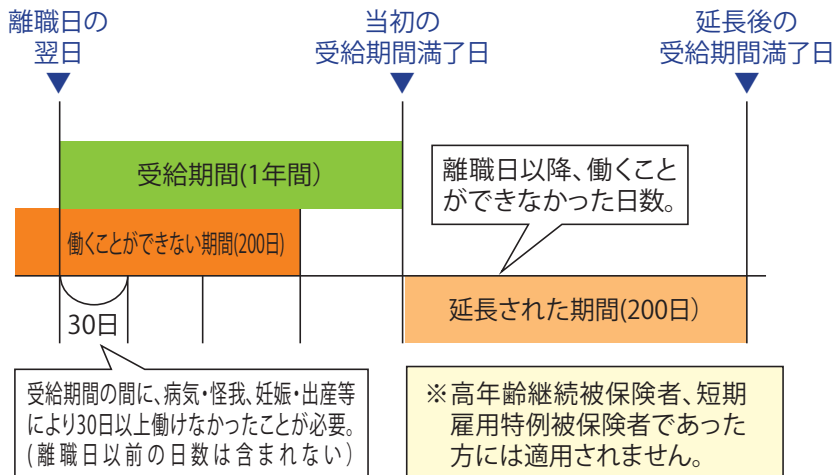 離職日の
翌日
当初の
受給期間満了日
延長後の
受給期間満了日
受給期間(1年間)
離職日以降、働くこと
ができなかった日数。
働くことができない期間(200日)
30日
延長された期間(200日)
受給期間の間に、病気・怪我、妊娠・出産等
により30日以上働けなかったことが必要。
(離職日以前の日数は含まれない)
※高年齢継続被保険者、短期
雇用特例被保険者であった
方には適用されません。